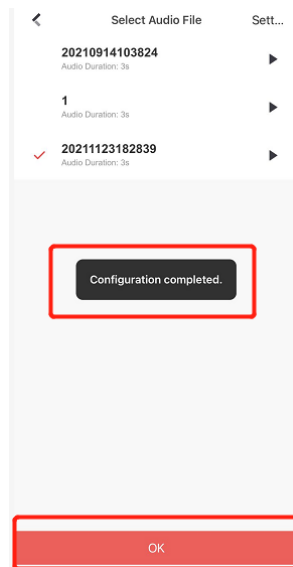 Select Audio File Sett...
20210914103824
Audio Duration: 3s
1
Audio Duration: 3s
20211123182839
Audio Duration: 3s
Configuration completed.
OK